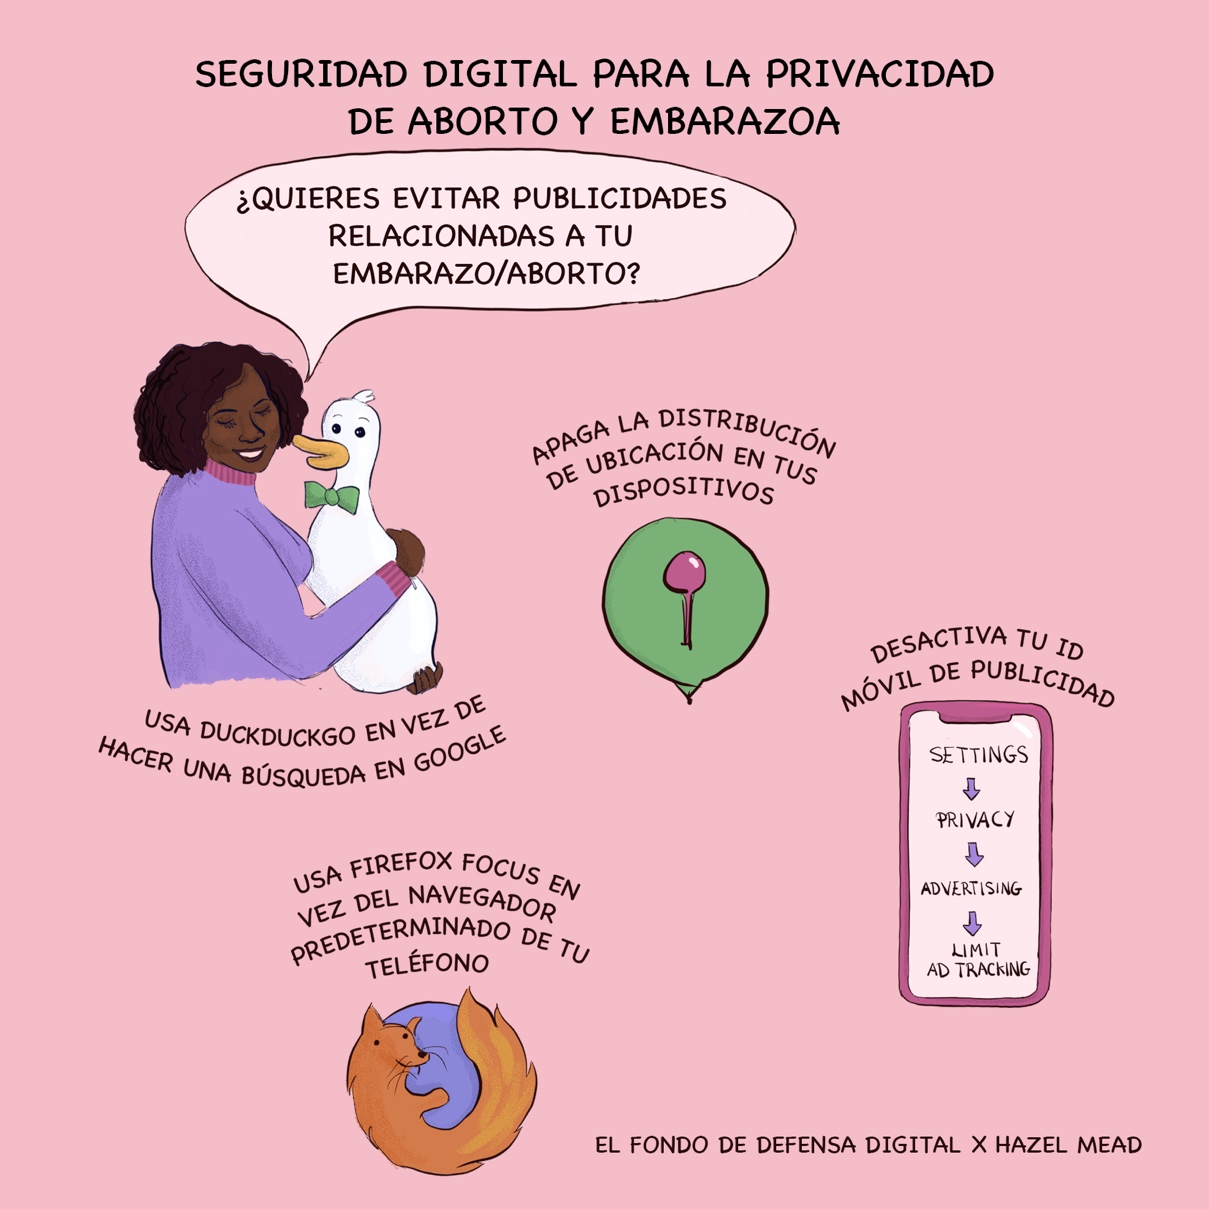 SEGURIDAD DIGITAL PARA LA PRIVACIDAD
DE ABORTO Y EMBARAZOA
¿QUIERES EVITAR PUBLICIDADES
RELACIONADAS A TU
EMBARAZO/ABORTO?
APAGA LA DISTRIBUCIÓN
DE UBICACIÓN EN TUS
DISPOSITIVOS
DESACTIVA TU ID
MÓVIL DE PUBLICIDAD
SETTINGS
PRIVACY
ADVERTISING
LIMIT
AD TRACKING
USA DUCKDUCKGO EN VEZ DE
HACER UNA BÚSQUEDA EN GOOGLE
USA FIREFOX FOCUS EN
VEZ DEL NAVEGADOR
PREDETERMINADO DE TU
TELÉFONO
EL FONDO DE DEFENSA DIGITAL X HAZEL MEAD